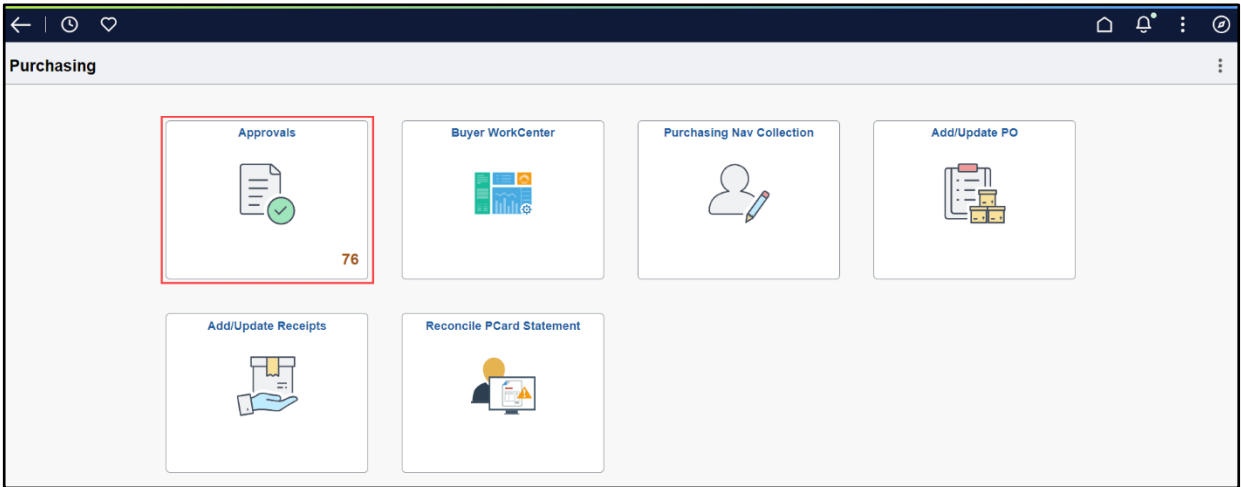 Purchasing
Approvals
76
Buyer WorkCenter
Purchasing Nav Collection
Add/Update PO
Add/Update Receipts
Reconcile PCard Statement